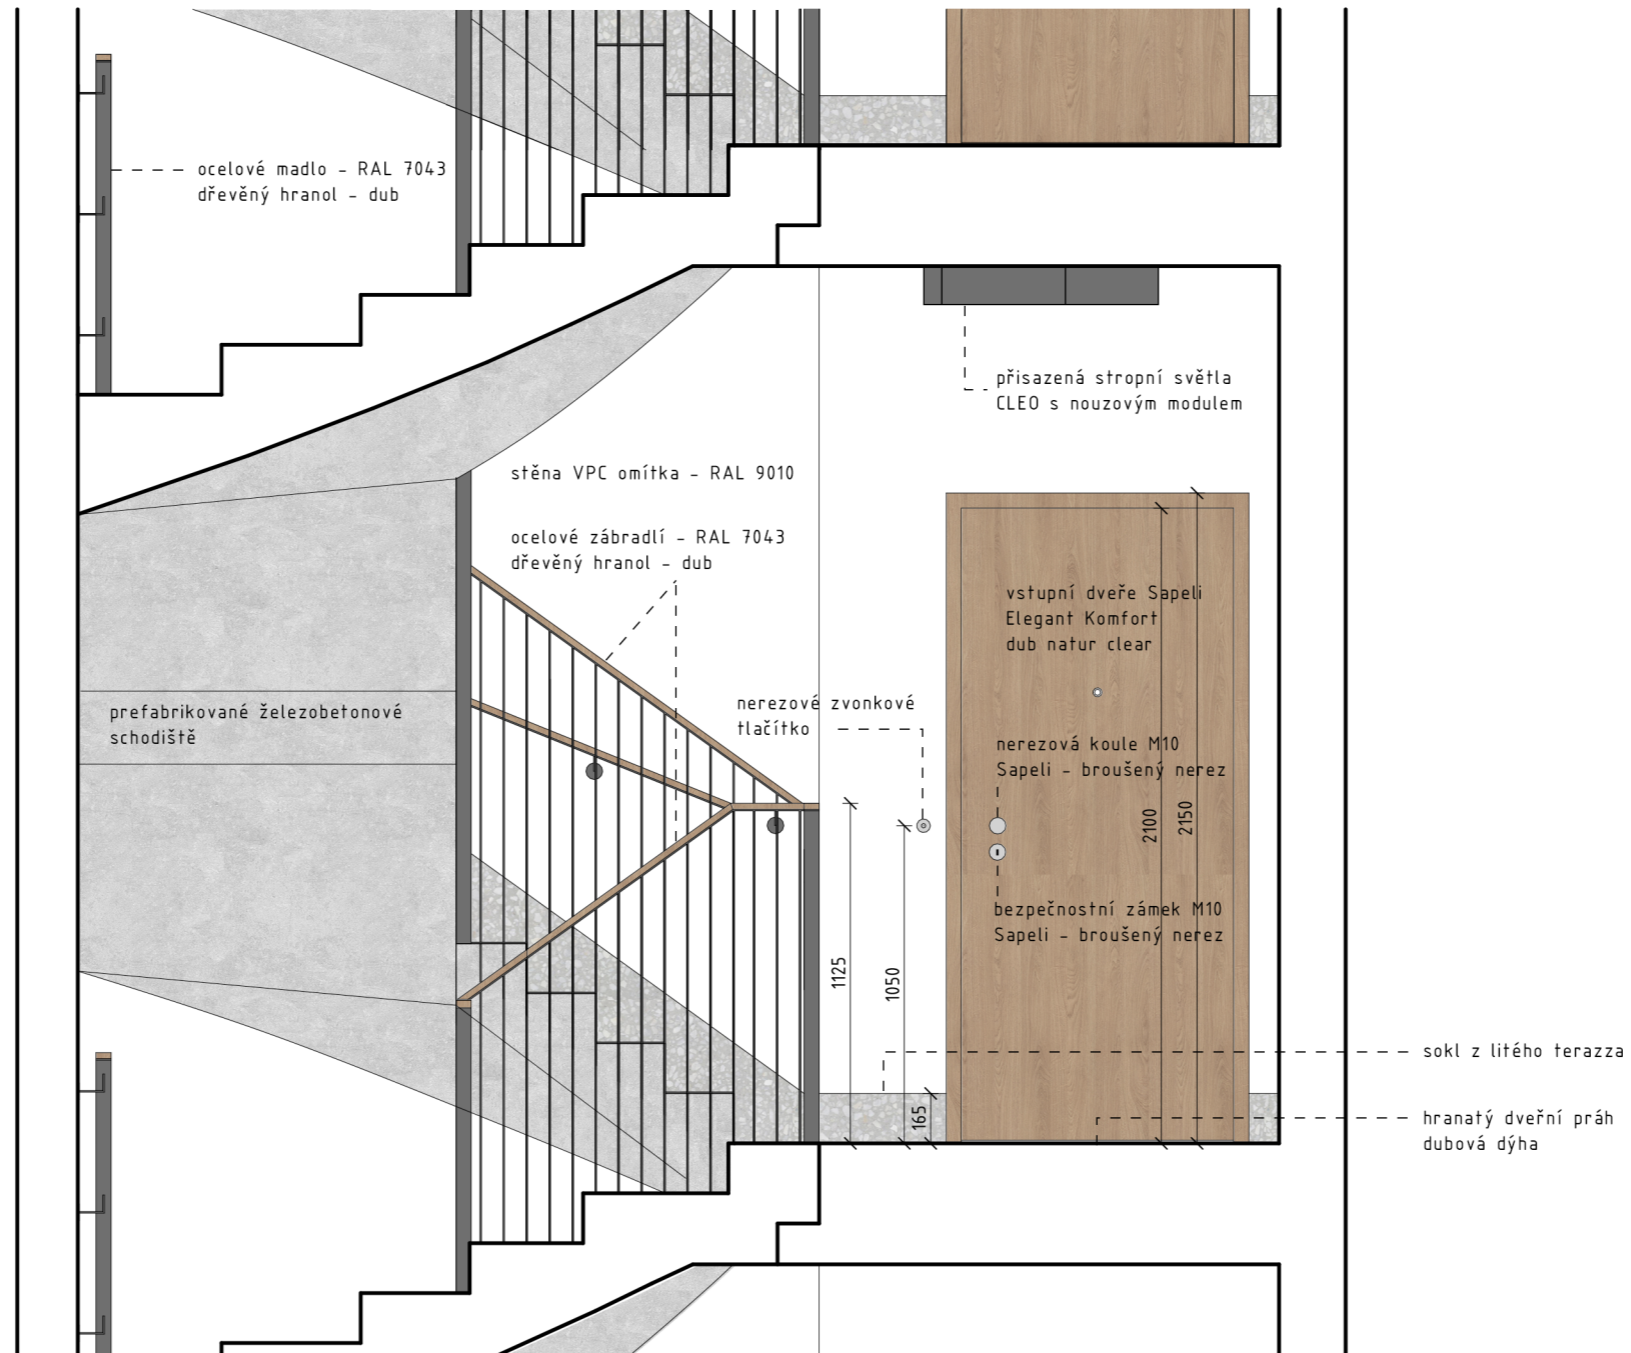 ocelové madlo - RAL 7043
dřevěný hranol - dub
přisazená stropní světla
CLEO s nouzovým modulem
stěna VPC omítka - RAL 9010
ocelové zábradlí - RAL 7043
dřevěný hranol - dub
vstupní dveře Sapeli
Elegant Komfort
dub natur clear
prefabrikované železobetonové
schodiště
nerezové zvonkové
tlačítko
nerezová koule M10
Sapeli - broušený nerez
2100
2150
bezpečnostní zámek M10
Sapeli - broušený nerez
1125
1050
165
sokl z litého terazza
hranatý dveřní práh
dubová dýha